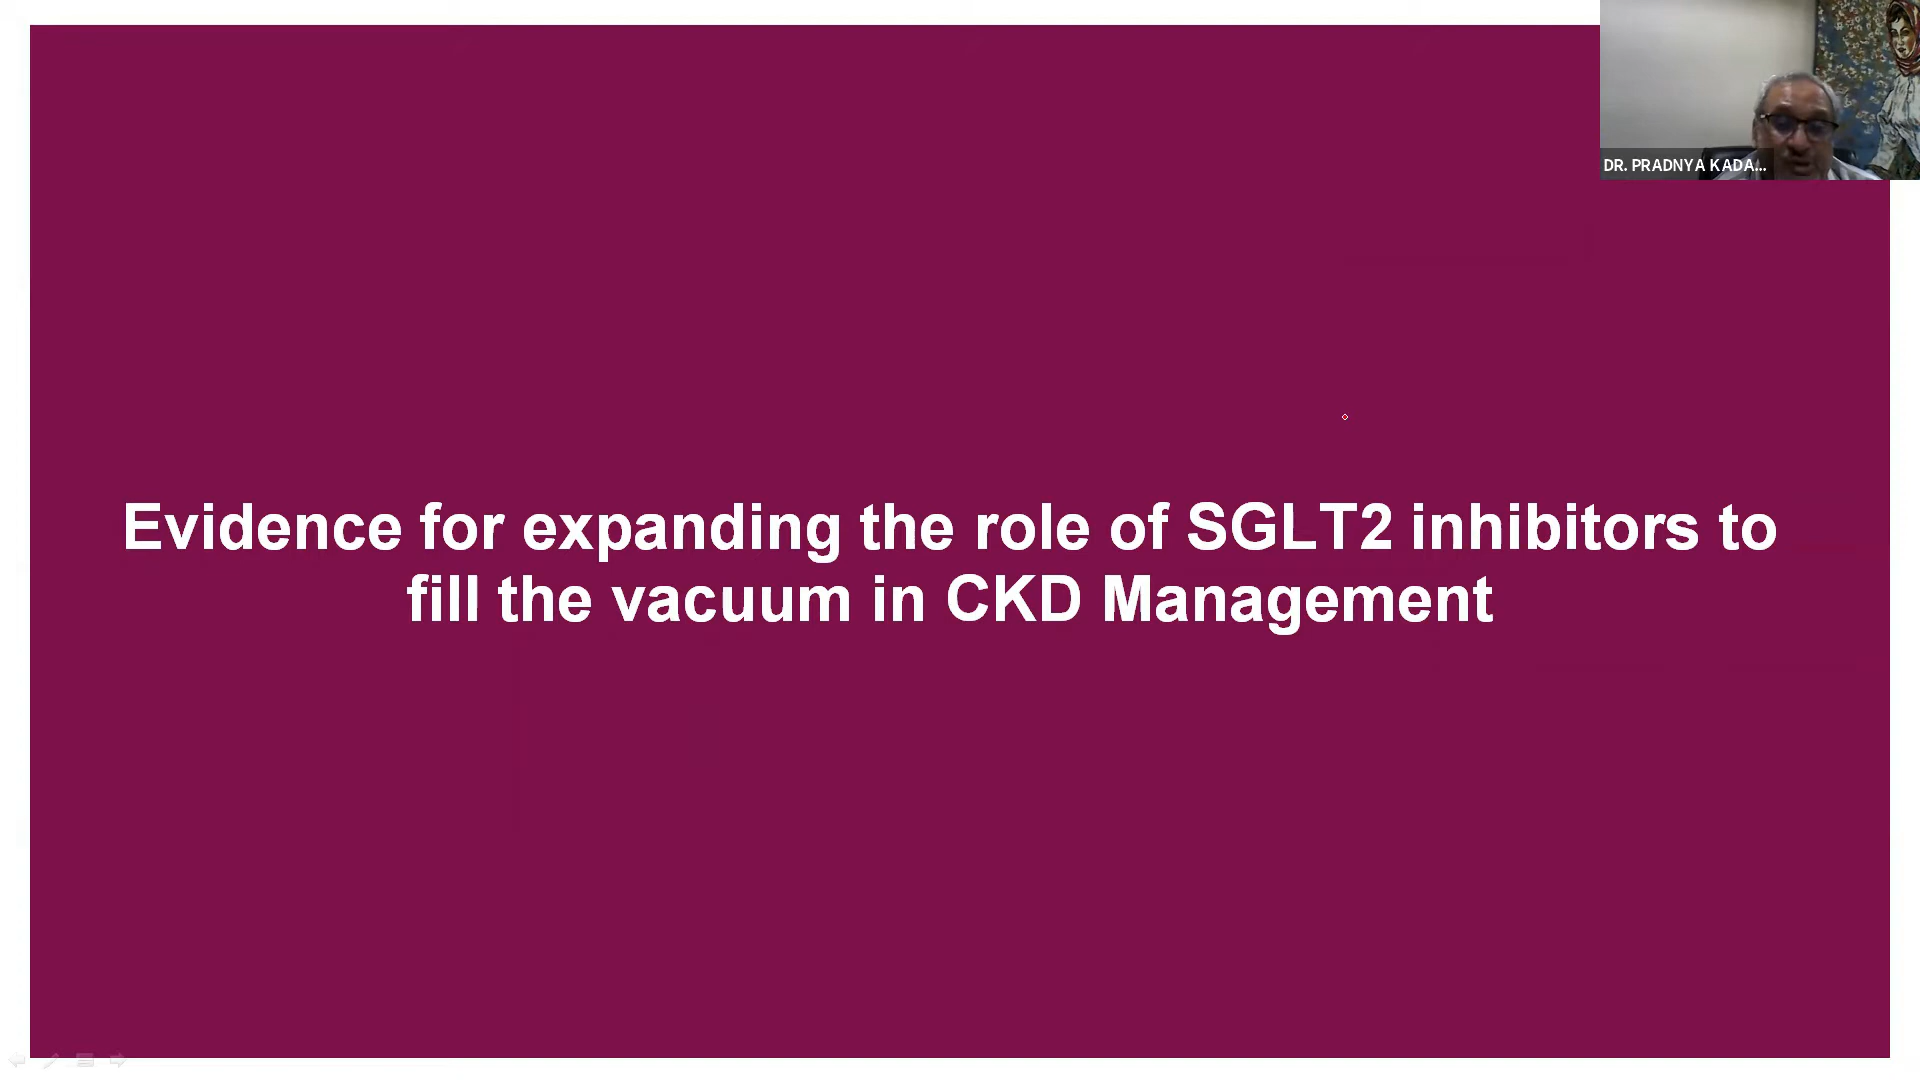 DR. PRADNYA KADA...
Evidence for expanding the role of SGLT2 inhibitors to
fill the vacuum in CKD Management